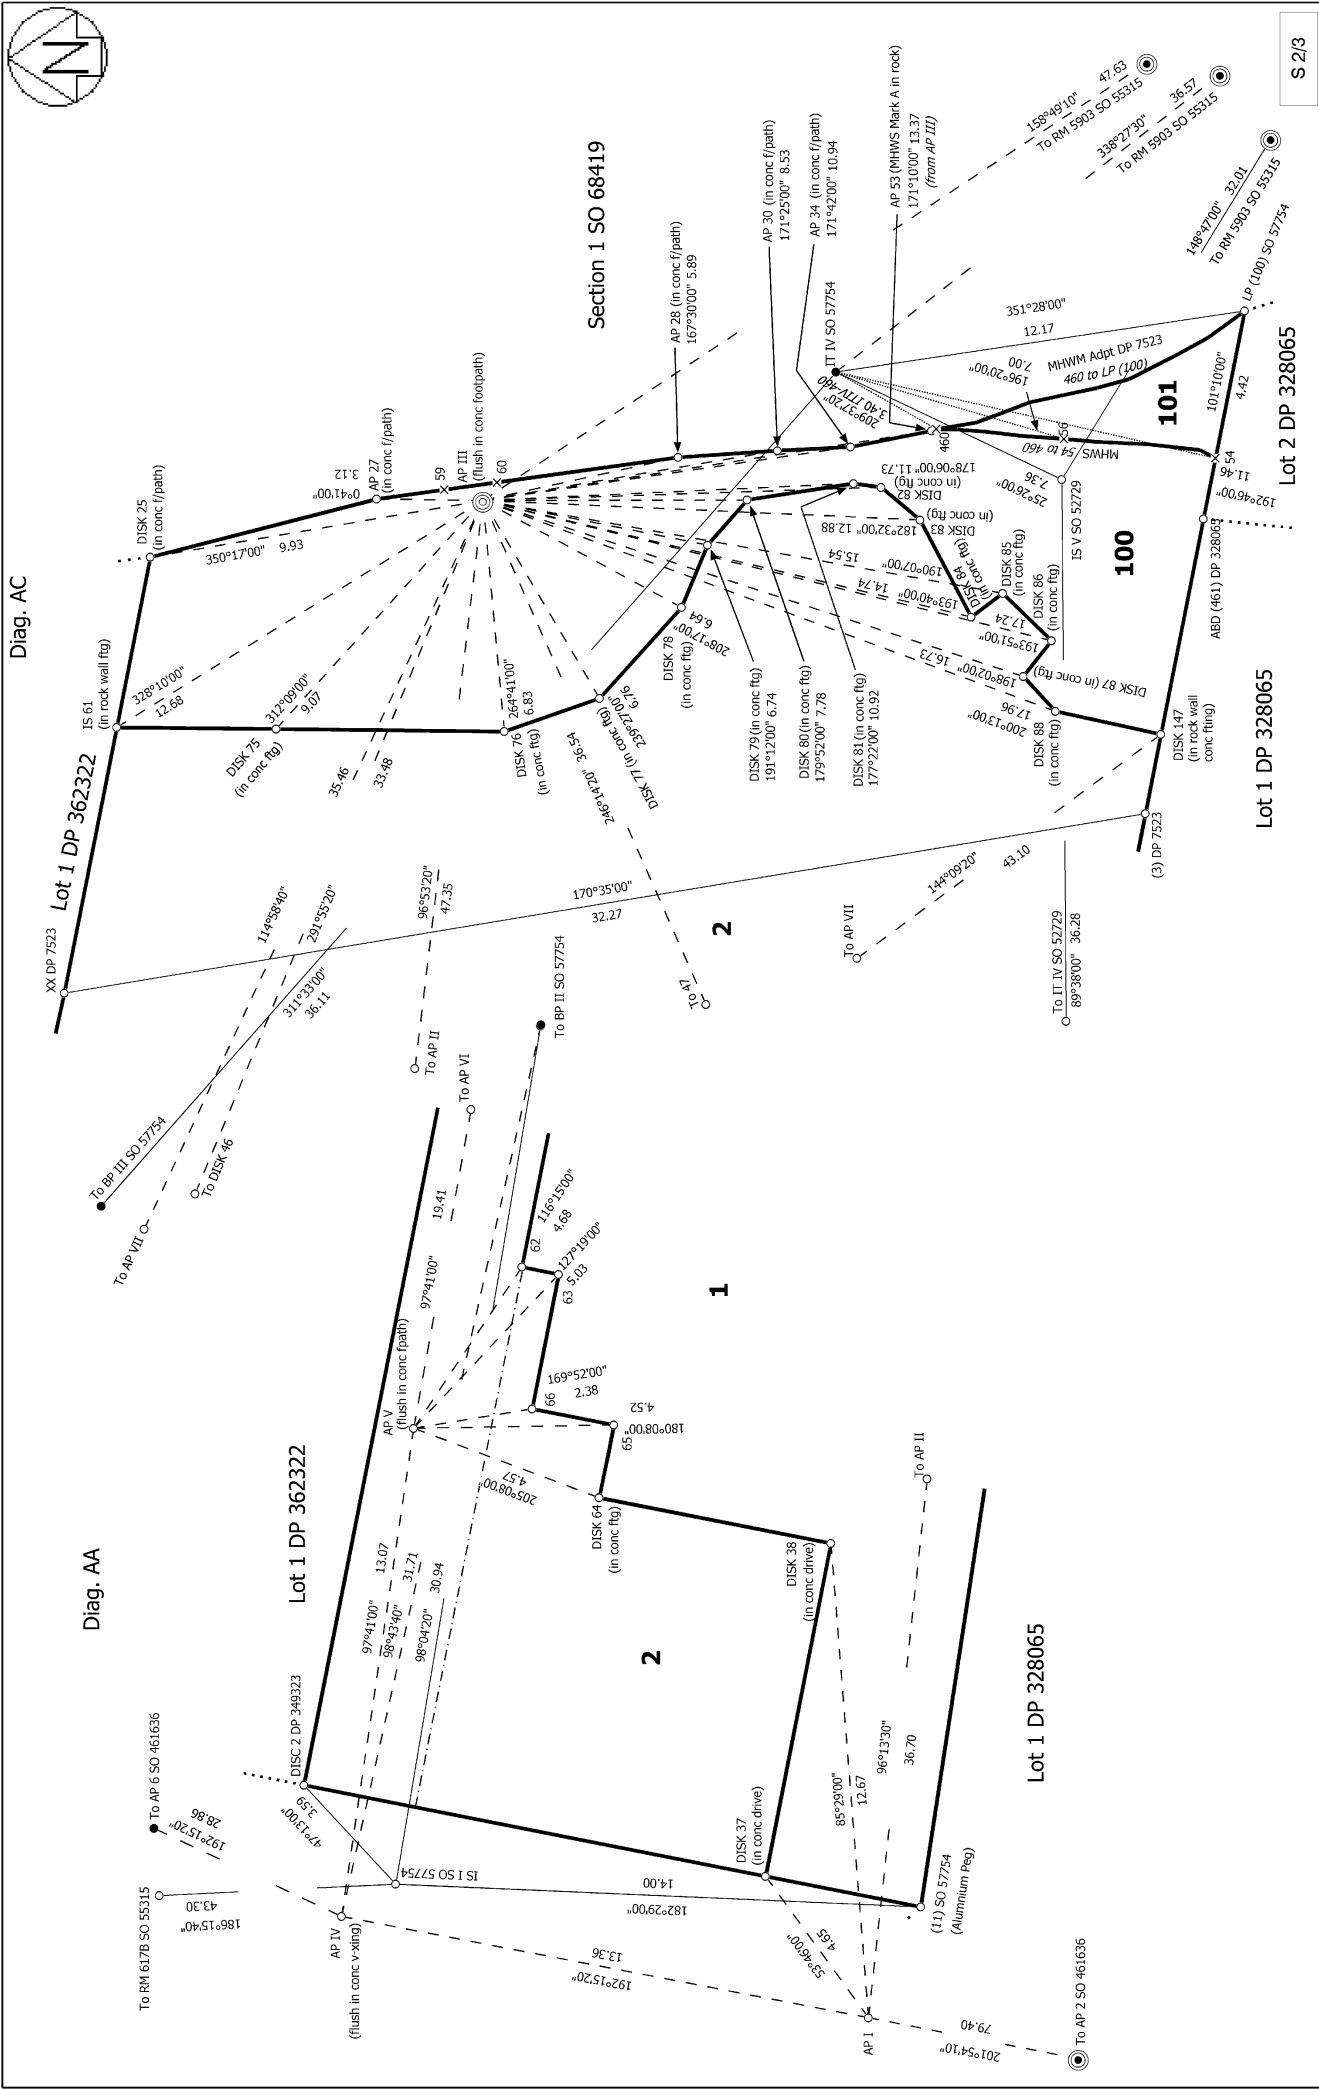 Diag. AC
Diag. AA
N
S 2/3
Section 1 SO 68419
DISK 25
(in conc f/path)
350°17'00" 9.93
AP 27
(in conc f/path)
0°41'00"
3.12
59
AP III
(flush in conc footpath)
60
AP 28 (in conc f/path)
167°30'00" 5.89
AP 30 (in conc f/path)
171°25'00" 8.53
AP 34 (in conc f/path)
171°42'00" 10.94
AP 53 (MHWS Mark A in rock)
171°10'00" 13.37
(from AP III)
158°49'10" 47.63
To RM 5903 SO 55315
338°27'30" 36.57
To RM 5903 SO 55315
148°47'00" 32.01
To RM 5903 SO 55315
LP (100) SO 57754
351°28'00"
12.17
IT IV SO 57754
209°37'20"
3.40 ITIV-460
460
196°20'00"
7.00
MHWM Adpt DP 7523
460 to LP (100)
101
101°10'00"
4.42
MHWS 54 to 460
56
54
11.46
192°46'00"
25°26'00" 7.36
IS V SO 52729
100
ABD (461) DP 328065
Lot 2 DP 328065
Lot 1 DP 328065
IS 61
(in rock wall ftg)
328°10'00"
12.68
Lot 1 DP 362322
DISK 75
(in conc ftg)
312°09'00"
9.07
35.46
33.48
DISK 76
(in conc ftg)
264°41'00"
6.83
DISK 77 (in conc ftg)
239°27'00"
6.76
246°14'20" 36.54
To 47
DISK 78
(in conc ftg)
208°17'00"
6.64
DISK 79 (in conc ftg)
191°12'00" 6.74
DISK 80 (in conc ftg)
179°52'00" 7.78
DISK 81 (in conc ftg)
177°22'00" 10.92
DISK 82
(in conc ftg)
178°06'00" 11.73
DISK 83
(in conc ftg)
182°32'00" 12.88
DISK 84
(in conc ftg)
190°07'00" 15.54
193°40'00" 14.74
DISK 85
(in conc ftg)
DISK 86
(in conc ftg)
193°51'00"
17.24
DISK 87 (in conc ftg)
198°02'00" 16.73
DISK 88
(in conc ftg)
200°13'00"
17.96
DISK 147
(in rock wall
conc fting)
(3) DP 7523
XX DP 7523
170°35'00"
32.27
2
To AP VII
144°09'20" 43.10
To IT IV SO 52729
89°38'00" 36.28
114°58'40"
291°55'20"
311°33'00"
36.11
To BP III SO 57754
To AP VII
To DISK 46
96°53'20"
47.35
To AP II
To AP VI
19.41
To BP II SO 57754
97°41'00"
116°15'00"
4.68
62
127°19'00"
5.03
63
1
AP V
(flush in conc fpath)
66
169°52'00"
2.38
65
180°08'00"
4.52
205°08'00"
4.57
DISK 64
(in conc ftg)
Lot 1 DP 362322
97°41'00" 13.07
98°43'40" 31.71
98°04'20" 30.94
DISC 2 DP 349323
47°13'00"
3.59
To AP 6 SO 461636
192°15'20"
28.86
To RM 617B SO 55315
186°15'40"
43.30
AP IV
(flush in conc v-xing)
IS I SO 57754
2
DISK 38
(in conc drive)
DISK 37
(in conc drive)
182°29'00"
14.00
53°46'00"
4.65
85°29'00"
12.67
96°13'30"
36.70
To AP II
192°15'20"
13.36
AP I
(11) SO 57754
(Alumnium Peg)
201°54'10"
79.40
To AP 2 SO 461636
Lot 1 DP 328065